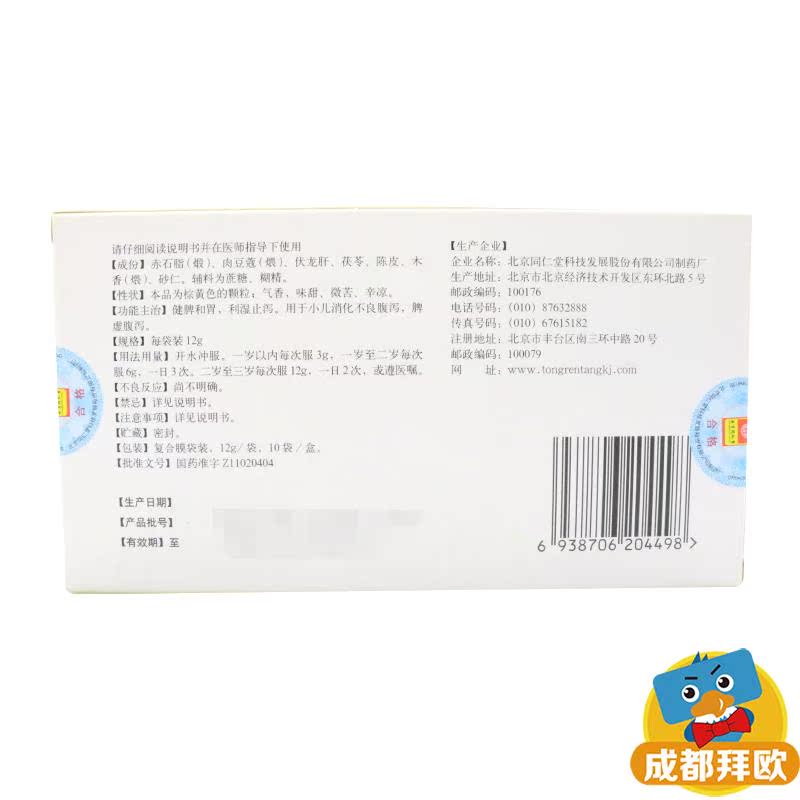 请仔细阅读说明书并在医师指导下使用
【成份】赤石脂(煅)、肉豆蔻(煨)、伏龙肝、茯苓、陈皮、木
香(煨)、砂仁。辅料为蔗糖、糊精。
【性状】本品为棕黄色的颗粒；气香，味甜、微苦、辛凉。
【功能主治】健脾和胃，利湿止泻。用于小儿消化不良腹泻，脾
虚腹泻。
【规格】每袋装12g
【用法用量】开水冲服。一岁以内每次服3g，一岁至二岁每次
服6g，一日3次。二岁至三岁每次服12g，一日2次，或遵医嘱。
【不良反应】尚不明确。
【禁忌】详见说明书。
【注意事项】详见说明书。
【贮藏】密封。
【包装】复合膜袋装，12g/袋，10袋/盒。
【批准文号】国药准字Z11020404
【生产日期】
【产品批号】
【有效期】至
【生产企业】
企业名称：北京同仁堂科技发展股份有限公司制药厂
生产地址：北京市北京经济技术开发区东环北路5号
邮政编码：100176
电话号码：(010) 87632888
传真号码：(010) 67615182
注册地址：北京市丰台区南三环中路20号
邮政编码：100079
网　　址：www.tongrentangkj.com
6 938706 204498>
合格
合格
成都拜欧